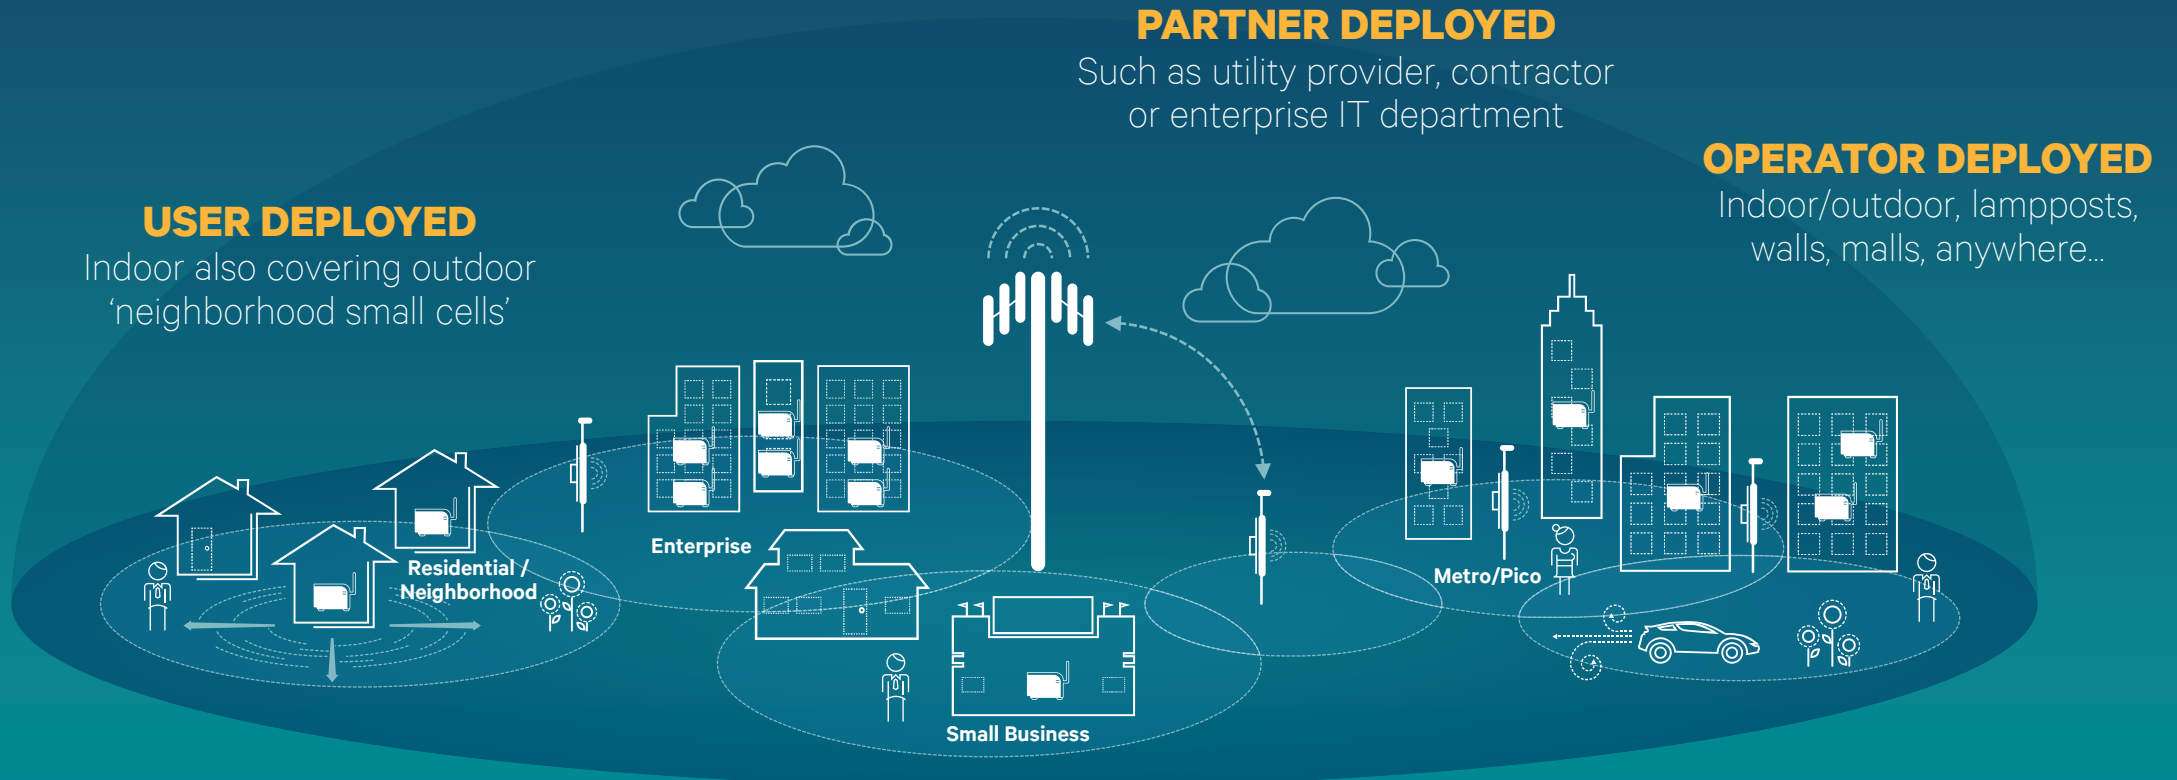 PARTNER DEPLOYED
Such as utility provider, contractor
or enterprise IT department
OPERATOR DEPLOYED
Indoor/outdoor, lampposts,
walls, malls, anywhere...
USER DEPLOYED
Indoor also covering outdoor
‘neighborhood small cells’
Enterprise
Residential /
Neighborhood
Metro/Pico
Small Business